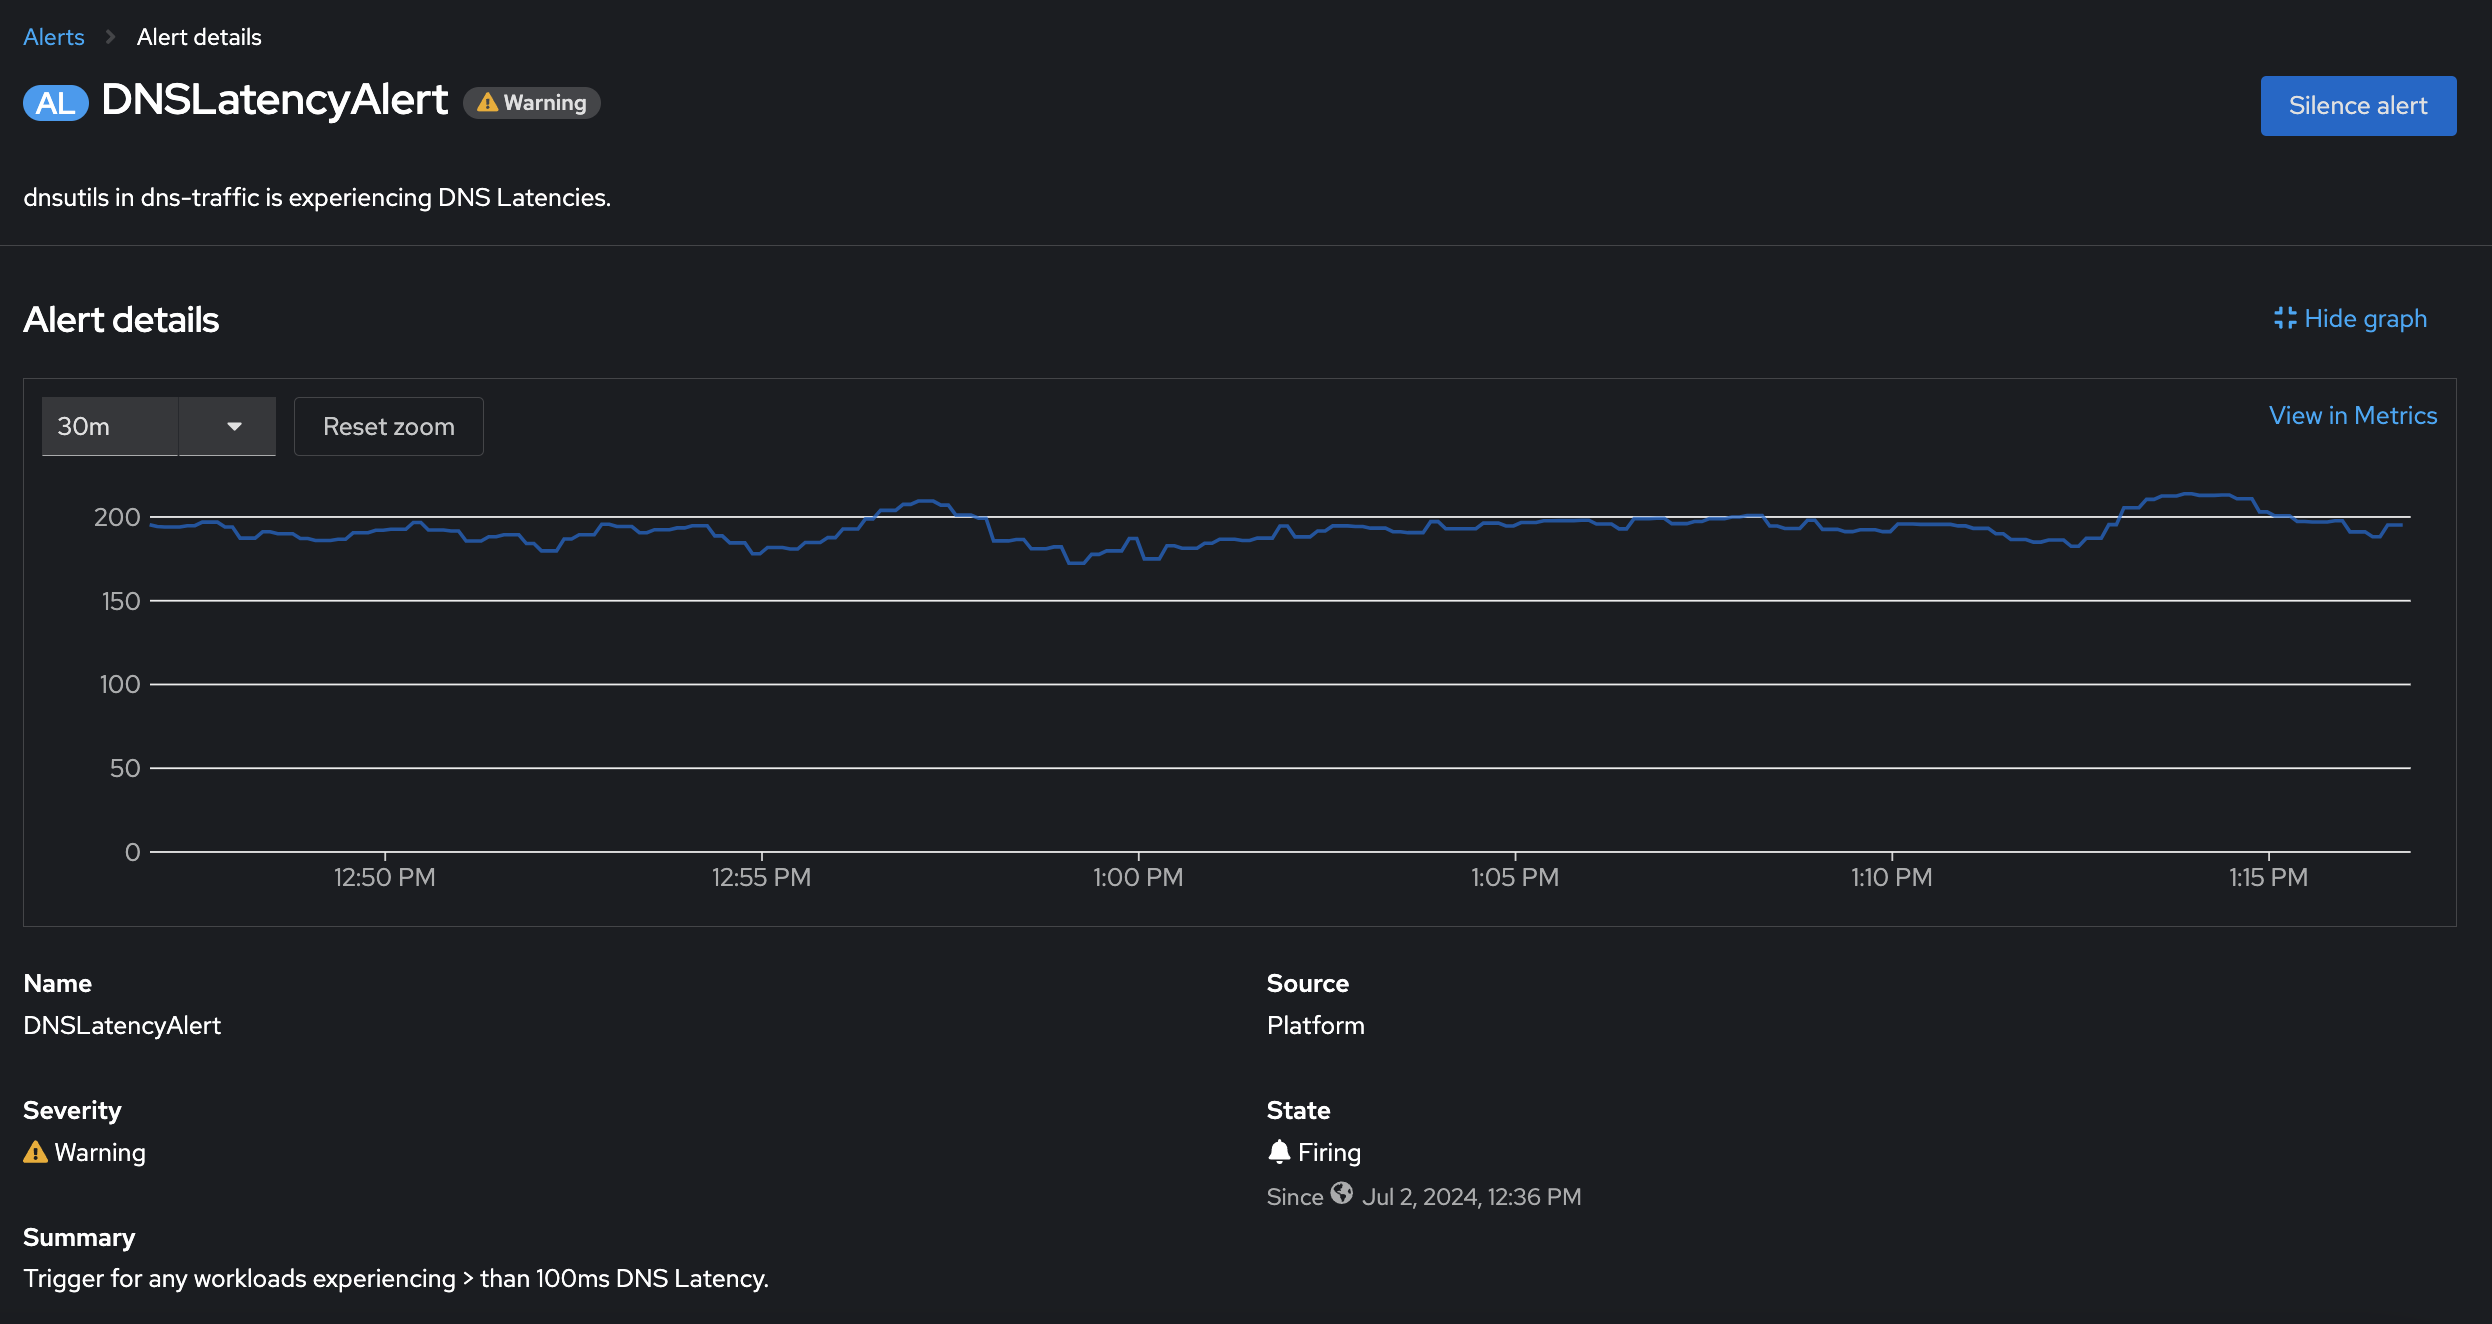 Alerts > Alert details
AL DNSLatencyAlert Warning
Silence alert
dnsutils in dns-traffic is experiencing DNS Latencies.
Alert details
Hide graph
30m
Reset zoom
View in Metrics
200
150
100
50
0
12:50 PM 12:55 PM 1:00 PM 1:05 PM 1:10 PM 1:15 PM
Name
DNSLatencyAlert
Source
Platform
Severity
Warning
State
Firing
Since Jul 2, 2024, 12:36 PM
Summary
Trigger for any workloads experiencing > than 100ms DNS Latency.